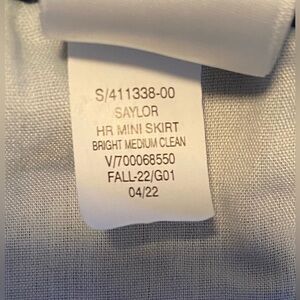 S/411338-00
SAYLOR
HR MINI SKIRT
BRIGHT MEDIUM CLEAN
V/700068550
FALL-22/G01
04/22